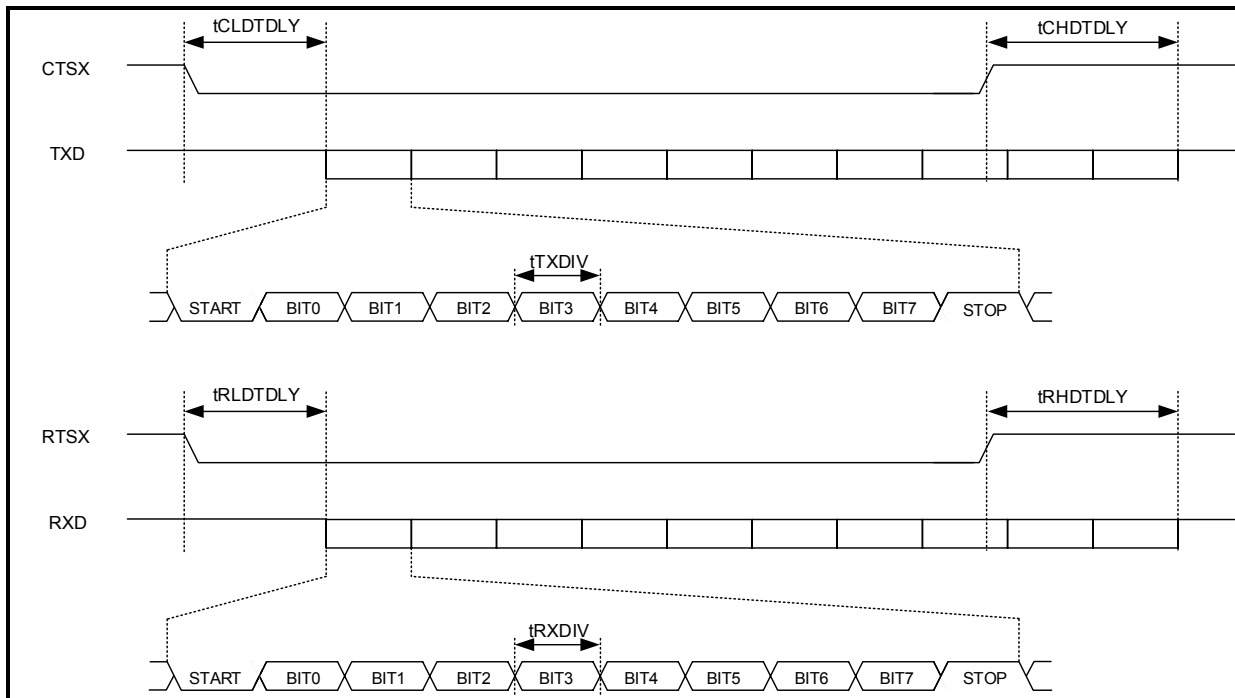 tCLDTDLY tCHDTDLY
CTSX
TXD
tTXDIV
START BIT0 BIT1 BIT2 BIT3 BIT4 BIT5 BIT6 BIT7 STOP
tRLDTDLY tRHDTDLY
RTSX
RXD
tRXDIV
START BIT0 BIT1 BIT2 BIT3 BIT4 BIT5 BIT6 BIT7 STOP